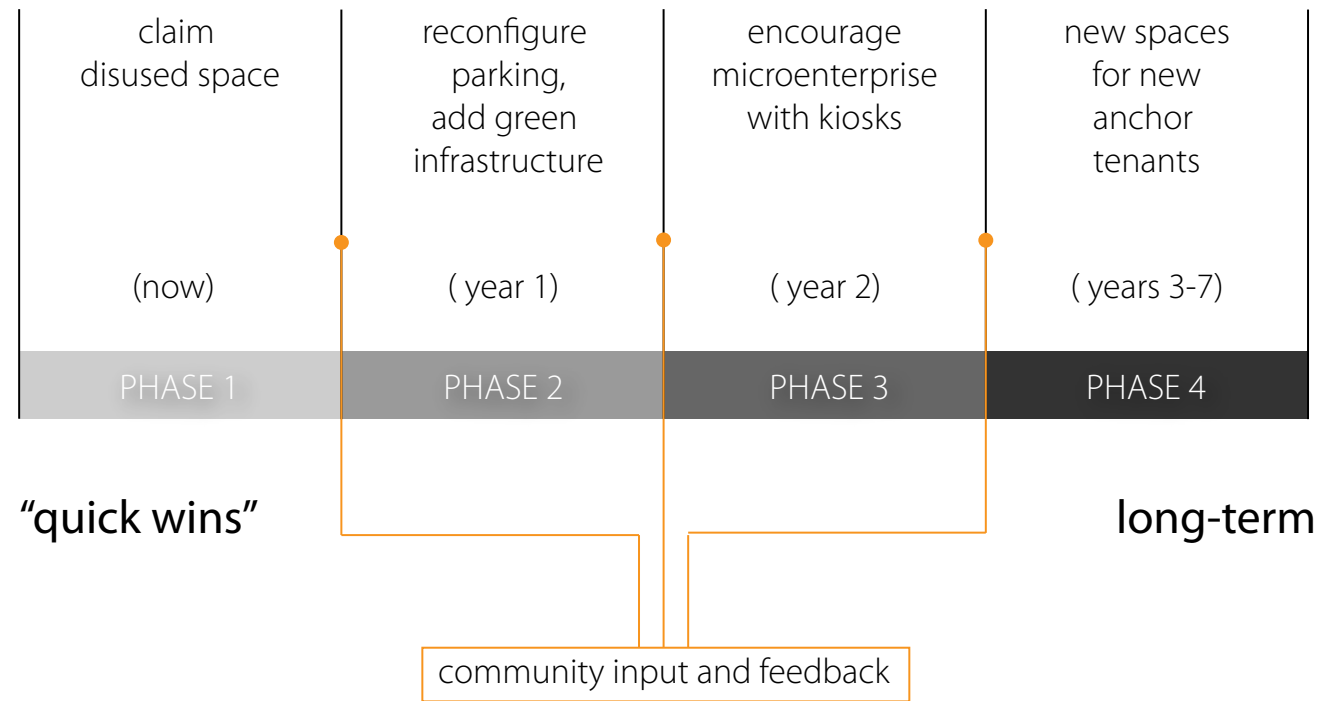 claim
disused space
reconfigure
parking,
add green
infrastructure
encourage
microenterprise
with kiosks
new spaces
for new
anchor
tenants
(now)
( year 1)
( year 2)
( years 3-7)
PHASE 1
PHASE 2
PHASE 3
PHASE 4
“quick wins”
long-term
community input and feedback